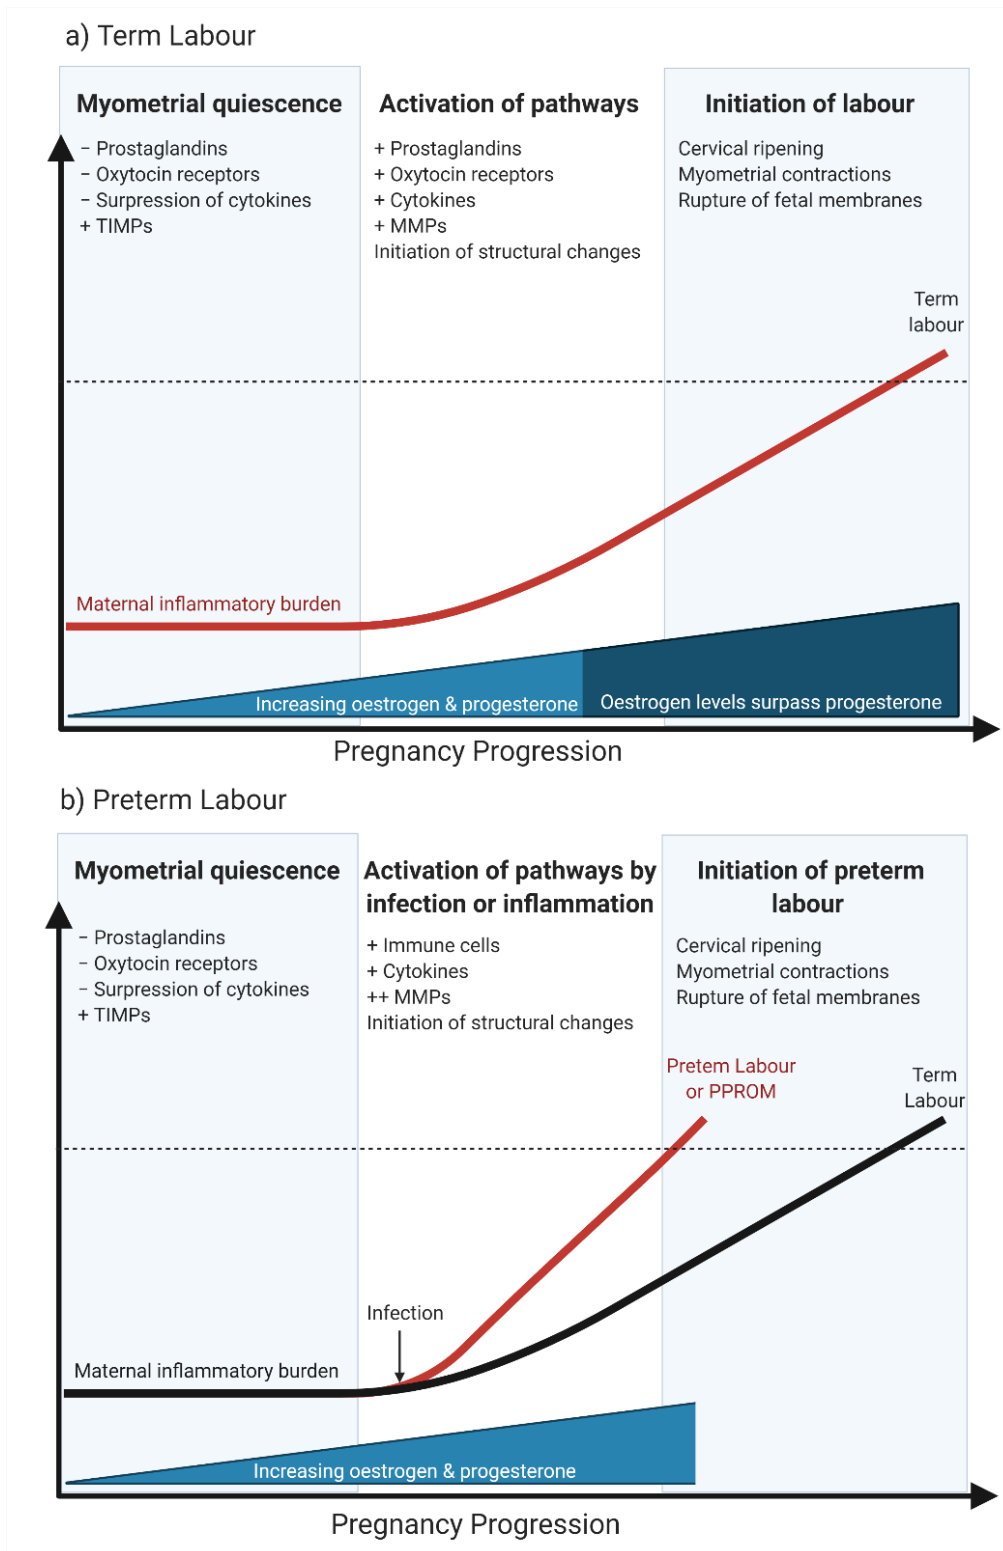 a) Term Labour
Myometrial quiescence
− Prostaglandins
− Oxytocin receptors
− Surpression of cytokines
+ TIMPs
Activation of pathways
+ Prostaglandins
+ Oxytocin receptors
+ Cytokines
+ MMPs
Initiation of structural changes
Initiation of labour
Cervical ripening
Myometrial contractions
Rupture of fetal membranes
Term
labour
Maternal inflammatory burden
Increasing oestrogen & progesterone
Oestrogen levels surpass progesterone
Pregnancy Progression
b) Preterm Labour
Myometrial quiescence
− Prostaglandins
− Oxytocin receptors
− Surpression of cytokines
+ TIMPs
Activation of pathways by
infection or inflammation
+ Immune cells
+ Cytokines
++ MMPs
Initiation of structural changes
Initiation of preterm
labour
Cervical ripening
Myometrial contractions
Rupture of fetal membranes
Pretem Labour
or PPROM
Term
Labour
Infection
Maternal inflammatory burden
Increasing oestrogen & progesterone
Pregnancy Progression